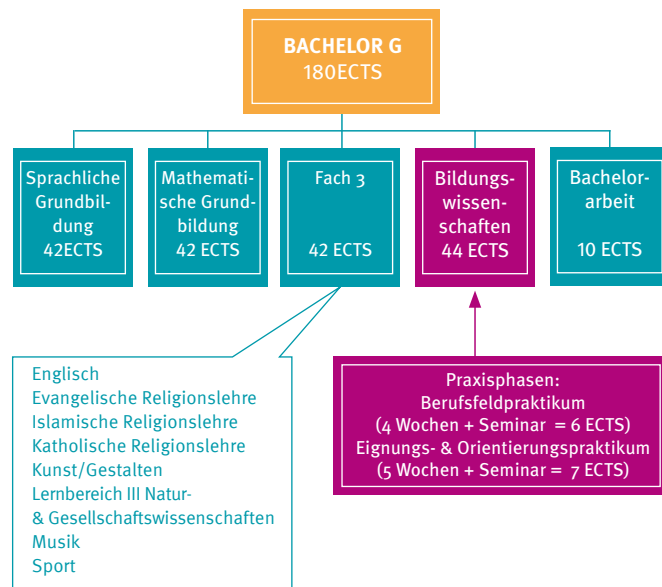 BACHELOR G
180ECTS
Sprachliche
Grundbil-
dung
42ECTS
Mathemati-
sche Grund-
bildung
42 ECTS
Fach 3
42 ECTS
Bildungs-
wissen-
schaften
44 ECTS
Bachelor-
arbeit
10 ECTS
Englisch
Evangelische Religionslehre
Islamische Religionslehre
Katholische Religionslehre
Kunst/Gestalten
Lernbereich III Natur-
& Gesellschaftswissenschaften
Musik
Sport
Praxisphasen:
Berufsfeldpraktikum
(4 Wochen + Seminar = 6 ECTS)
Eignungs- & Orientierungspraktikum
(5 Wochen + Seminar = 7 ECTS)